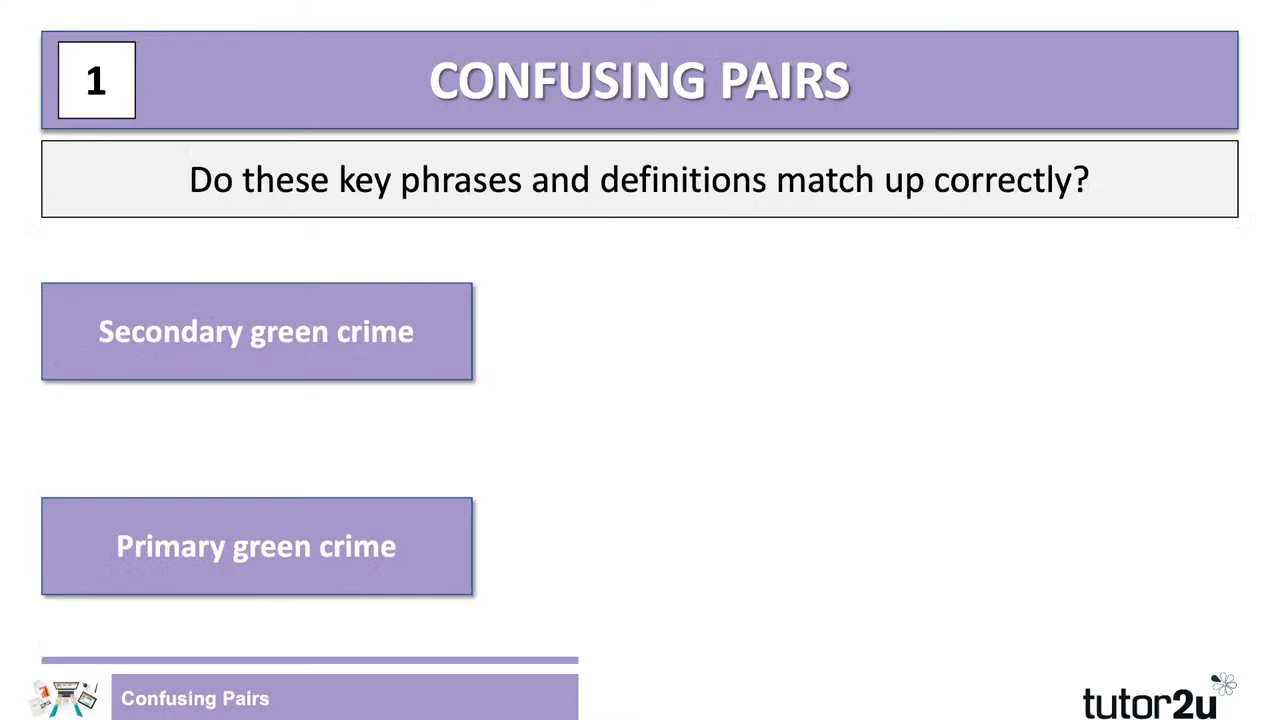 1
CONFUSING PAIRS
Do these key phrases and definitions match up correctly?
Secondary green crime
Primary green crime
Confusing Pairs
tutor2u